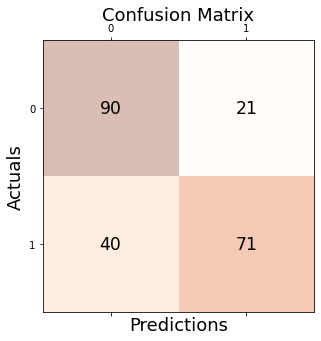 Confusion Matrix
0 1
0 90 21
Actuals
1 40 71
Predictions